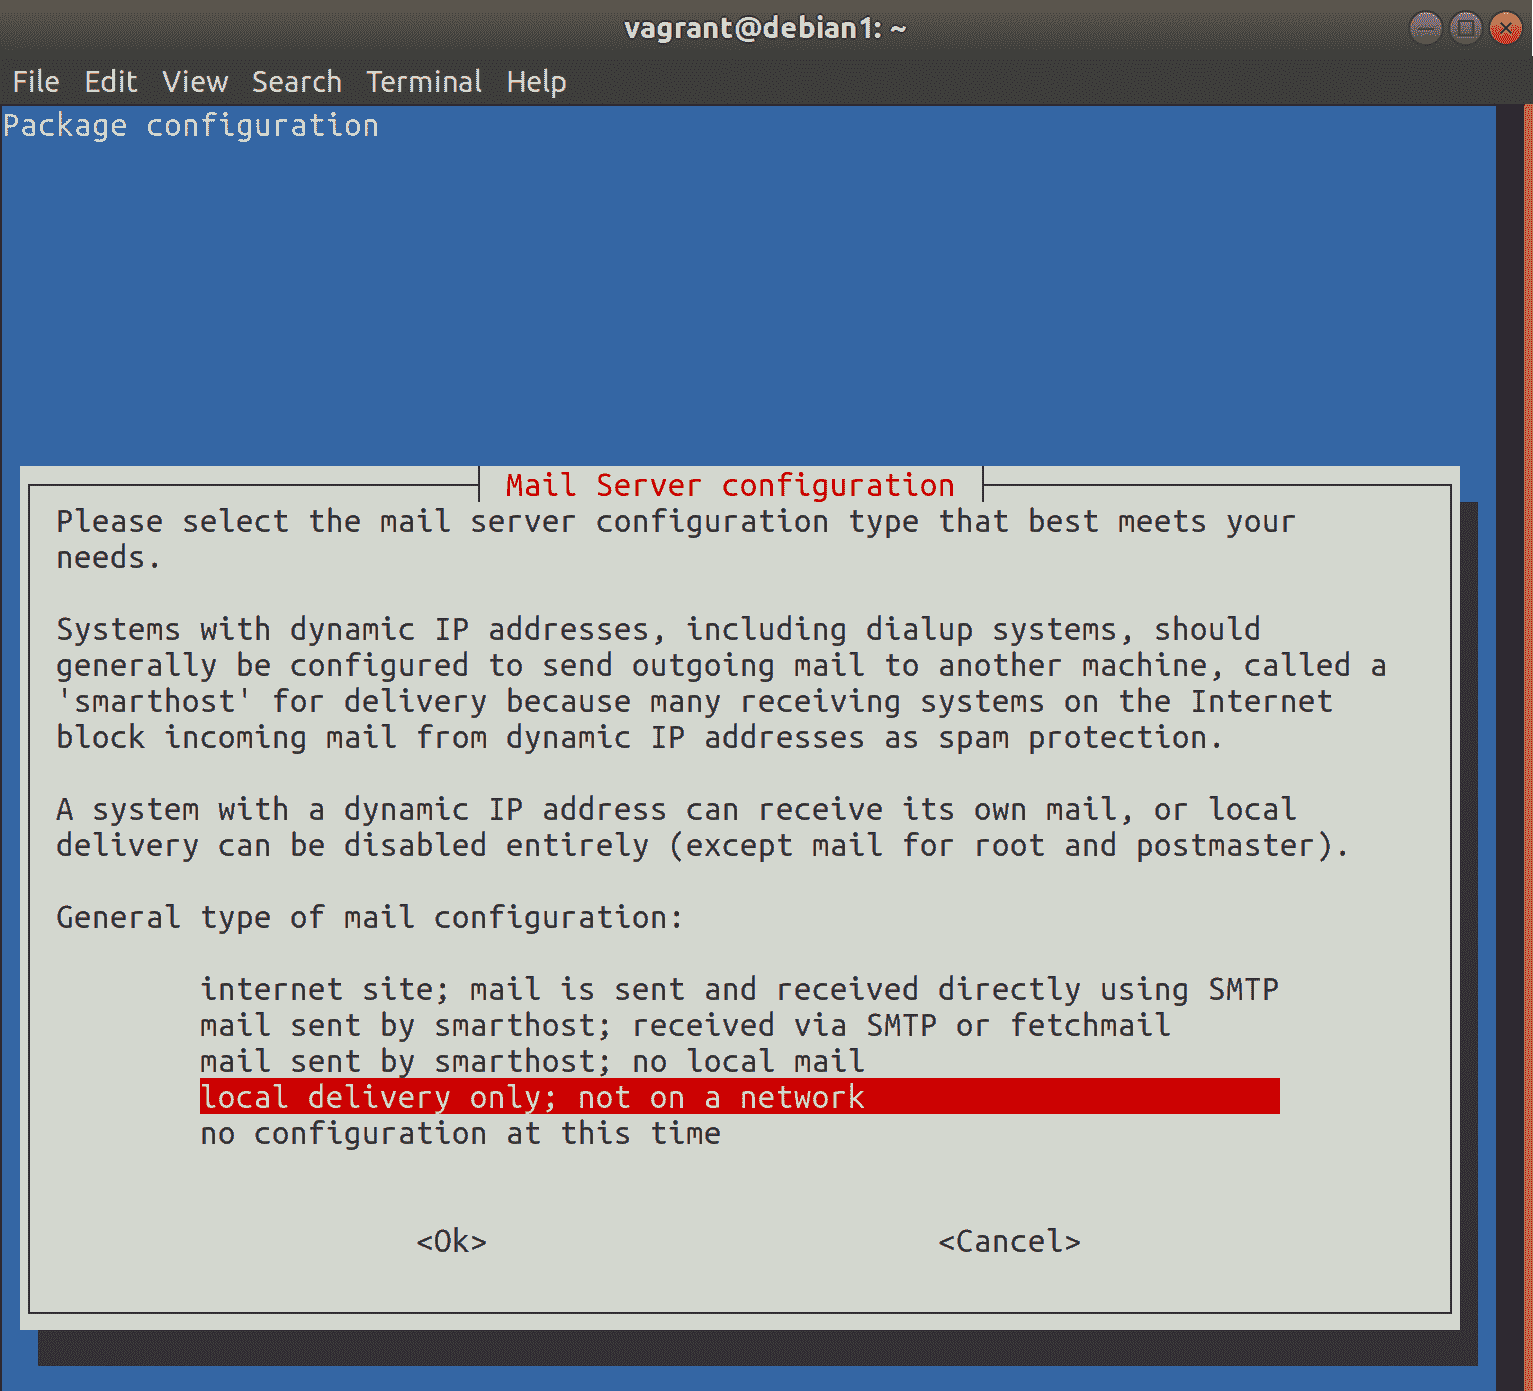 vagrant@debian1: ~
File Edit View Search Terminal Help
Package configuration
Mail Server configuration
Please select the mail server configuration type that best meets your
needs.
Systems with dynamic IP addresses, including dialup systems, should
generally be configured to send outgoing mail to another machine, called a
'smarthost' for delivery because many receiving systems on the Internet
block incoming mail from dynamic IP addresses as spam protection.
A system with a dynamic IP address can receive its own mail, or local
delivery can be disabled entirely (except mail for root and postmaster).
General type of mail configuration:
internet site; mail is sent and received directly using SMTP
mail sent by smarthost; received via SMTP or fetchmail
mail sent by smarthost; no local mail
local delivery only; not on a network
no configuration at this time
<Ok> <Cancel>